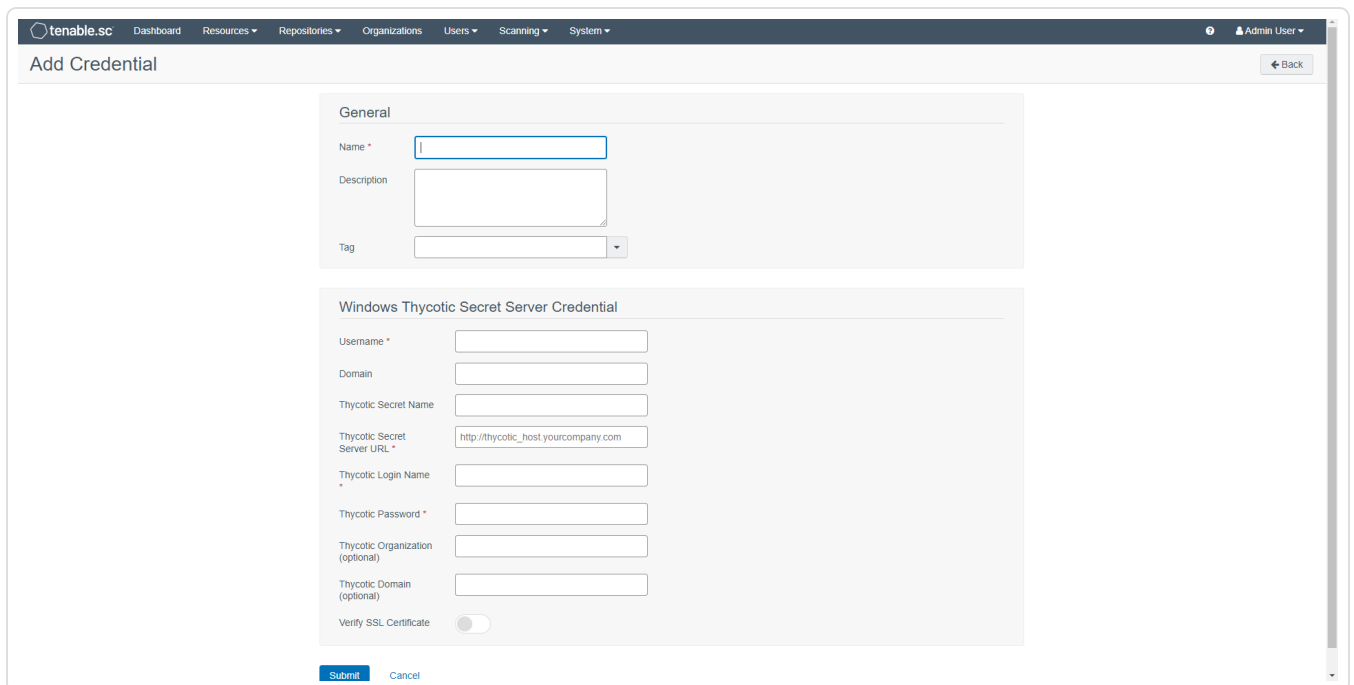 tenable.sc Dashboard Resources Repositories Organizations Users Scanning System ? Admin User
Add Credential
Back
General
Name *
Description
Tag
Windows Thycotic Secret Server Credential
Username *
Domain
Thycotic Secret Name
Thycotic Secret
Server URL *
http://thycotic_host.yourcompany.com
Thycotic Login Name
*
Thycotic Password *
Thycotic Organization
(optional)
Thycotic Domain
(optional)
Verify SSL Certificate
Submit
Cancel